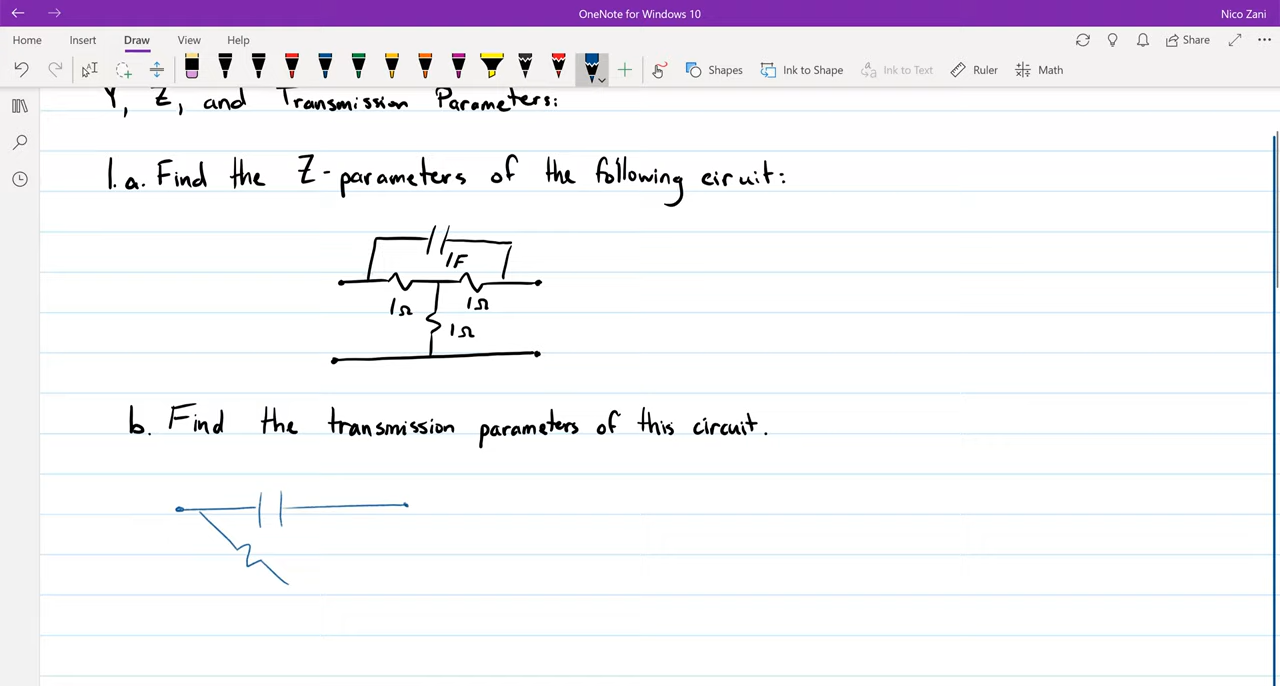 OneNote for Windows 10
Nico Zani
Home Insert Draw View Help
Share
Shapes Ink to Shape Ink to Text Ruler Math
Y, Z, and Transmission Parameters:
1. a. Find the Z-parameters of the following circuit:
1F
1Ω 1Ω
1Ω
b. Find the transmission parameters of this circuit.